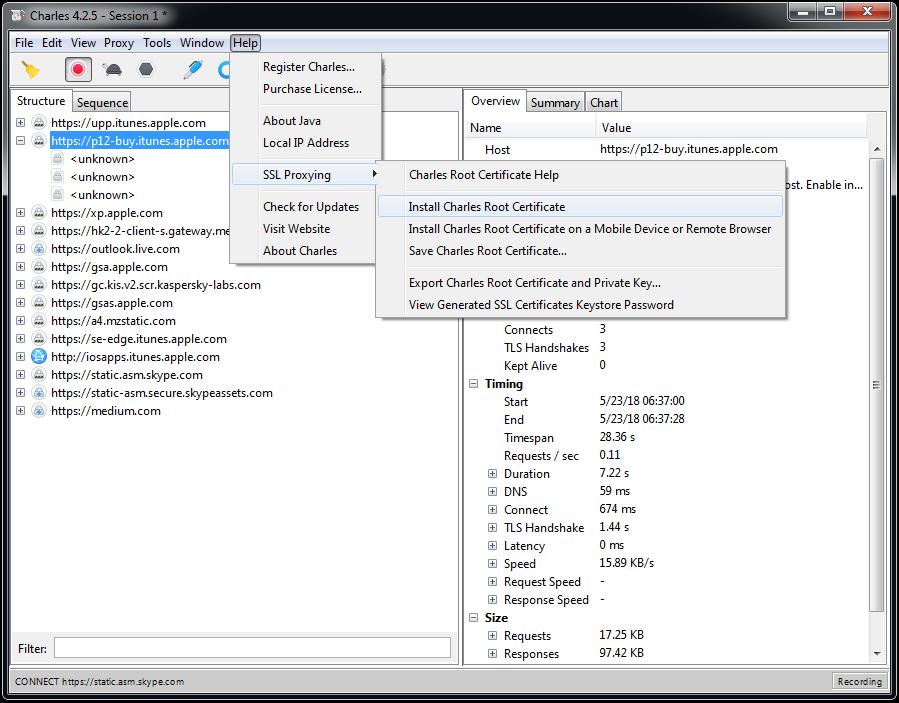 Charles 4.2.5 - Session 1 *
File Edit View Proxy Tools Window Help
Register Charles...
Purchase License...
About Java
Local IP Address
SSL Proxying
Check for Updates
Visit Website
About Charles
Charles Root Certificate Help
Install Charles Root Certificate
Install Charles Root Certificate on a Mobile Device or Remote Browser
Save Charles Root Certificate...
Export Charles Root Certificate and Private Key...
View Generated SSL Certificates Keystore Password
Structure Sequence
https://upp.itunes.apple.com
https://p12-buy.itunes.apple.com
<unknown>
<unknown>
<unknown>
https://xp.apple.com
https://hk2-2-client-s.gateway.me
https://outlook.live.com
https://gsa.apple.com
https://gc.kis.v2.scr.kaspersky-labs.com
https://gsas.apple.com
https://a4.mzstatic.com
https://se-edge.itunes.apple.com
http://iosapps.itunes.apple.com
https://static.asm.skype.com
https://static-asm.secure.skypeassets.com
https://medium.com
Filter:
Overview Summary Chart
Name Value
Host https://p12-buy.itunes.apple.com
ost. Enable in...
Connects 3
TLS Handshakes 3
Kept Alive 0
Timing
Start 5/23/18 06:37:00
End 5/23/18 06:37:28
Timespan 28.36 s
Requests / sec 0.11
Duration 7.22 s
DNS 59 ms
Connect 674 ms
TLS Handshake 1.44 s
Latency 0 ms
Speed 15.89 KB/s
Request Speed -
Response Speed -
Size
Requests 17.25 KB
Responses 97.42 KB
CONNECT https://static.asm.skype.com
Recording